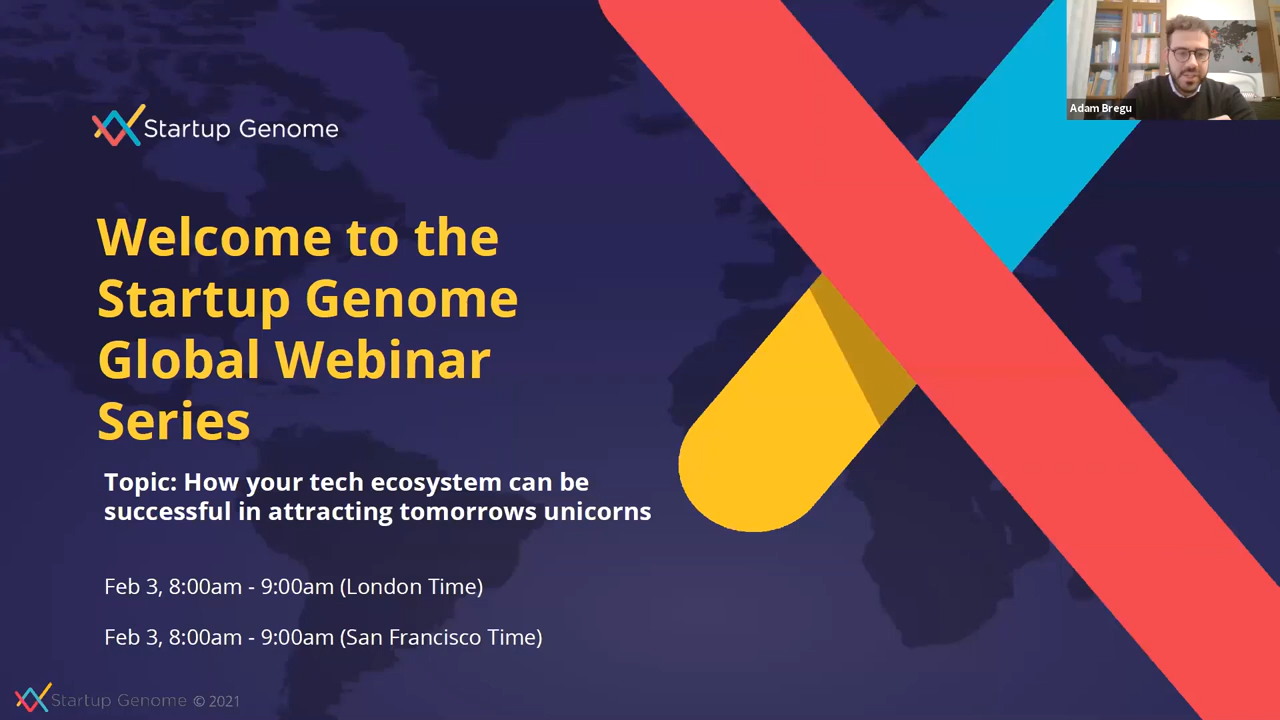 Adam Bregu
Startup Genome
Welcome to the
Startup Genome
Global Webinar
Series
Topic: How your tech ecosystem can be
successful in attracting tomorrows unicorns
Feb 3, 8:00am - 9:00am (London Time)
Feb 3, 8:00am - 9:00am (San Francisco Time)
Startup Genome © 2021